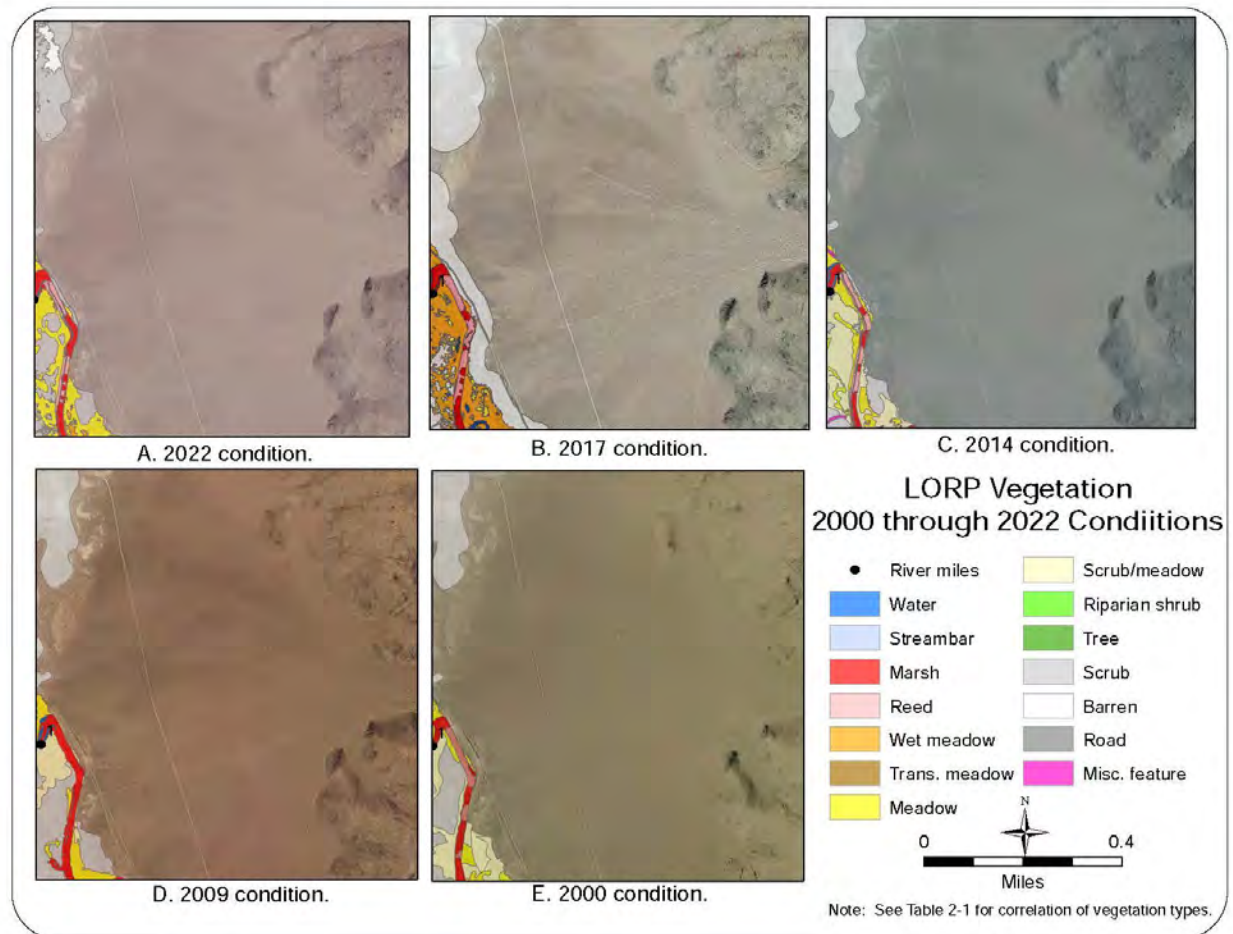 A. 2022 condition.
B. 2017 condition.
C. 2014 condition.
D. 2009 condition.
E. 2000 condition.
LORP Vegetation
2000 through 2022 Condiitions
River miles
Water
Streambar
Marsh
Reed
Wet meadow
Trans. meadow
Meadow
Scrub/meadow
Riparian shrub
Tree
Scrub
Barren
Road
Misc. feature
N
0 0.4
Miles
Note: See Table 2-1 for correlation of vegetation types.